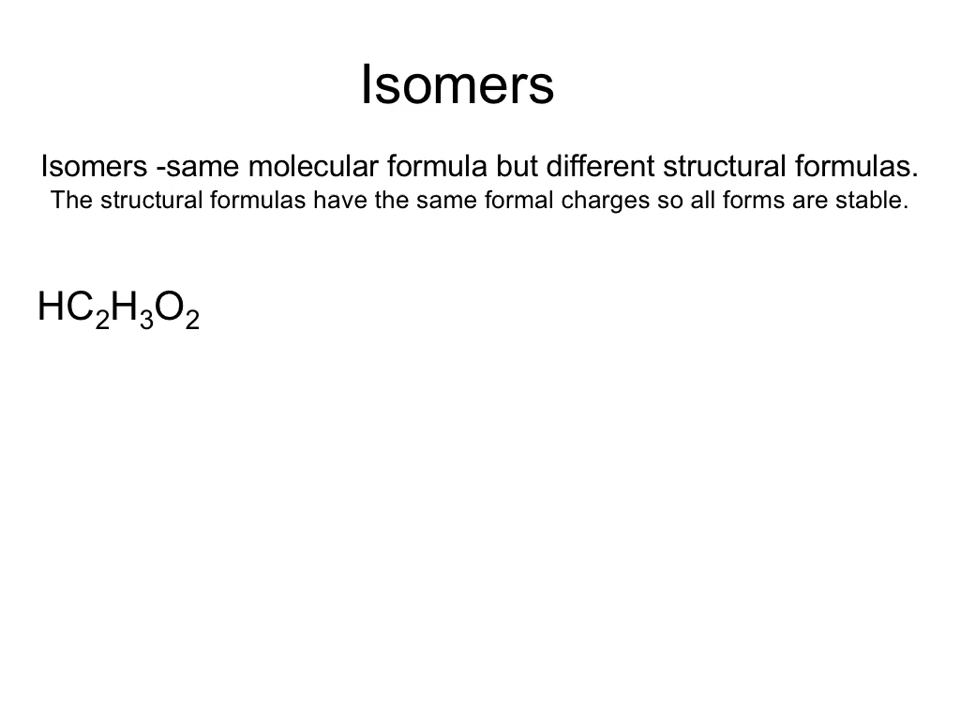 Isomers
Isomers -same molecular formula but different structural formulas.
The structural formulas have the same formal charges so all forms are stable.
HC₂H₃O₂